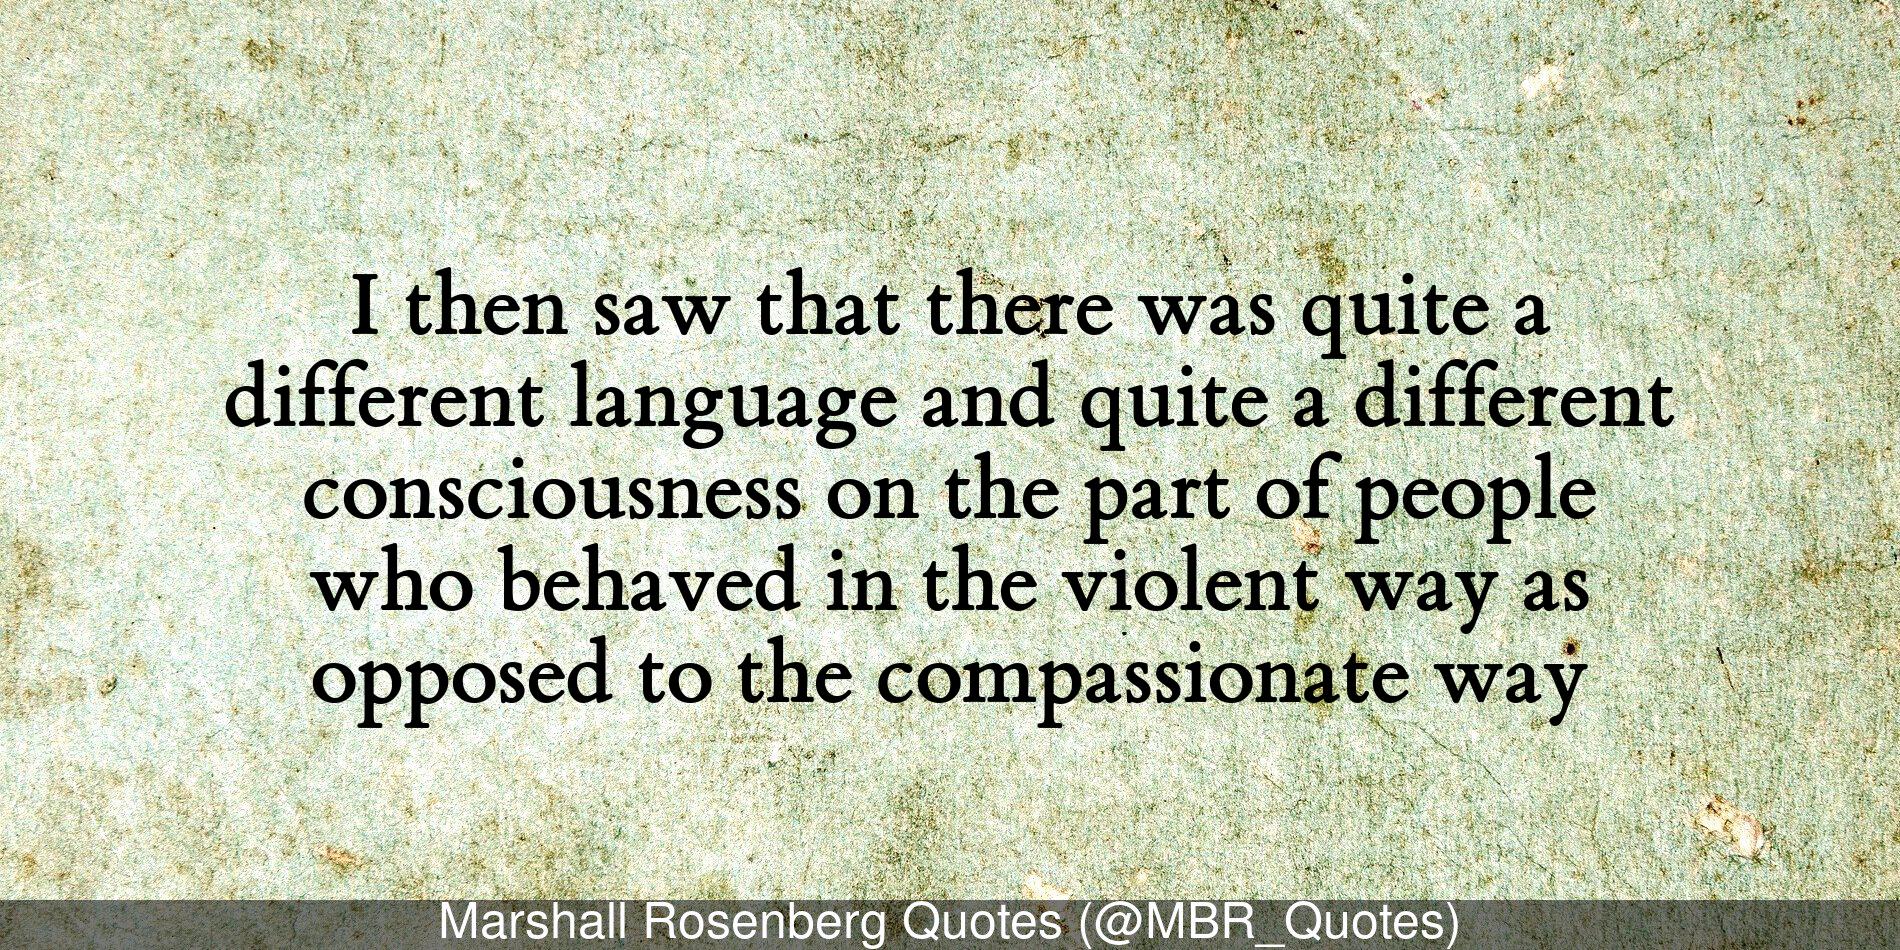 I then saw that there was quite a
different language and quite a different
consciousness on the part of people
who behaved in the violent way as
opposed to the compassionate way
Marshall Rosenberg Quotes (@MBR_Quotes)